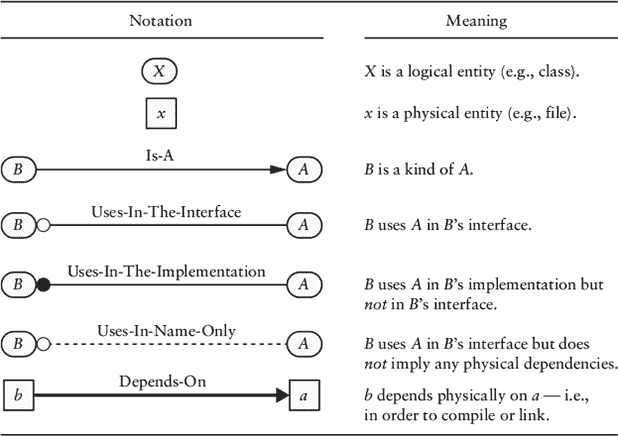 Notation Meaning
X X is a logical entity (e.g., class).
x x is a physical entity (e.g., file).
Is-A
B A B is a kind of A.
Uses-In-The-Interface
B A B uses A in B’s interface.
Uses-In-The-Implementation
B A B uses A in B’s implementation but
not in B’s interface.
Uses-In-Name-Only
B A B uses A in B’s interface but does
not imply any physical dependencies.
Depends-On
b a b depends physically on a — i.e.,
in order to compile or link.